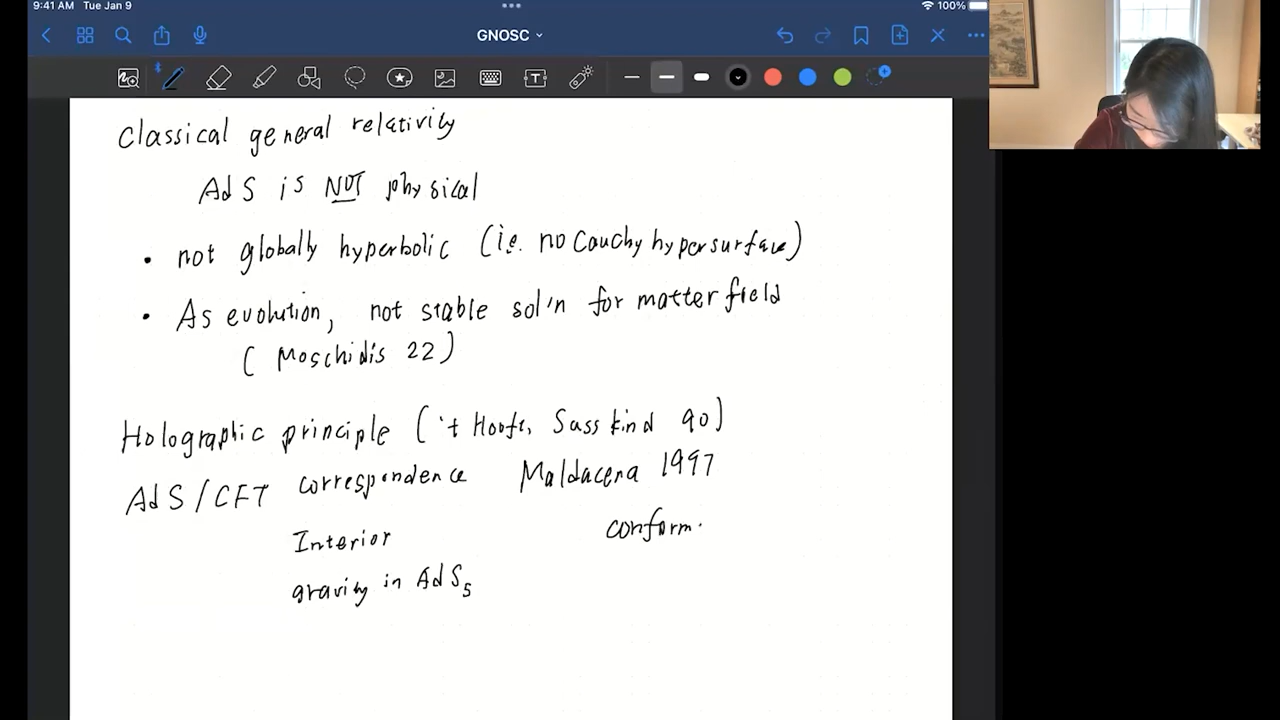 9:41 AM Tue Jan 9
100%
GNOSC
Classical general relativity
AdS is NOT physical
• not globally hyperbolic (i.e. no Cauchy hypersurface)
• As evolution, not stable sol'n for matter field
( Moschidis 22 )
Holographic principle ( 't Hooft, Susskind 90 )
AdS / CFT correspondence Maldacena 1997
Interior conform.
gravity in AdS5